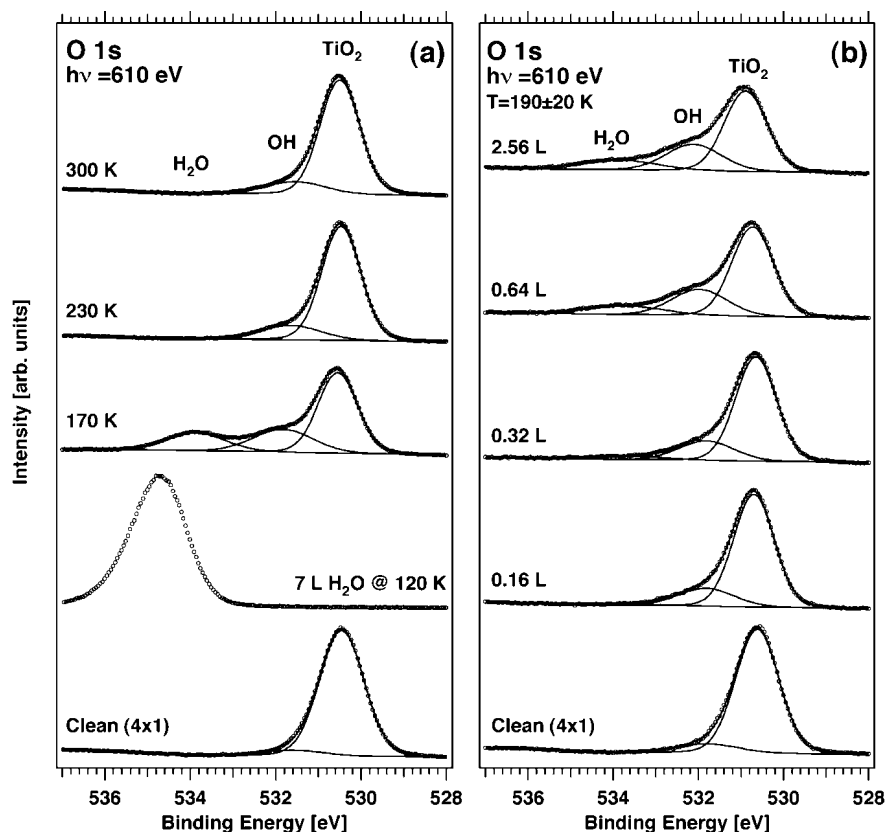 O 1s
hν =610 eV
TiO₂
(a)
OH
H₂O
300 K
230 K
170 K
7 L H₂O @ 120 K
Clean (4x1)
536
534
532
530
528
Binding Energy [eV]
Intensity [arb. units]
O 1s
hν =610 eV
T=190±20 K
TiO₂
(b)
OH
H₂O
2.56 L
0.64 L
0.32 L
0.16 L
Clean (4x1)
536
534
532
530
528
Binding Energy [eV]